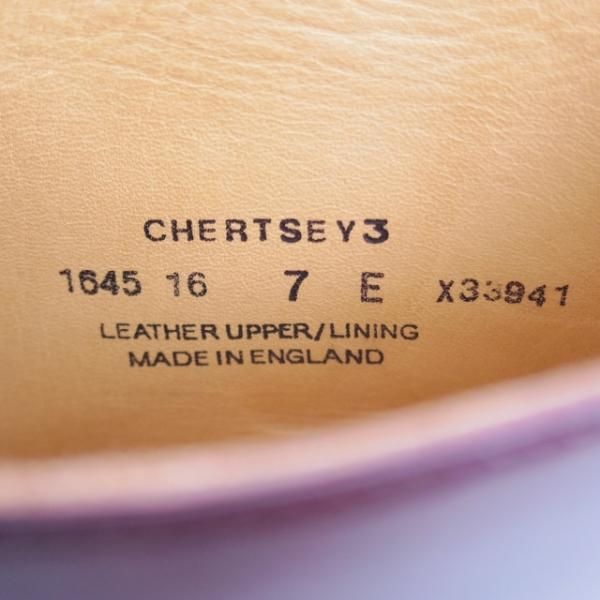 CHERTSEY3
1645 16 7 E X33941
LEATHER UPPER/LINING
MADE IN ENGLAND